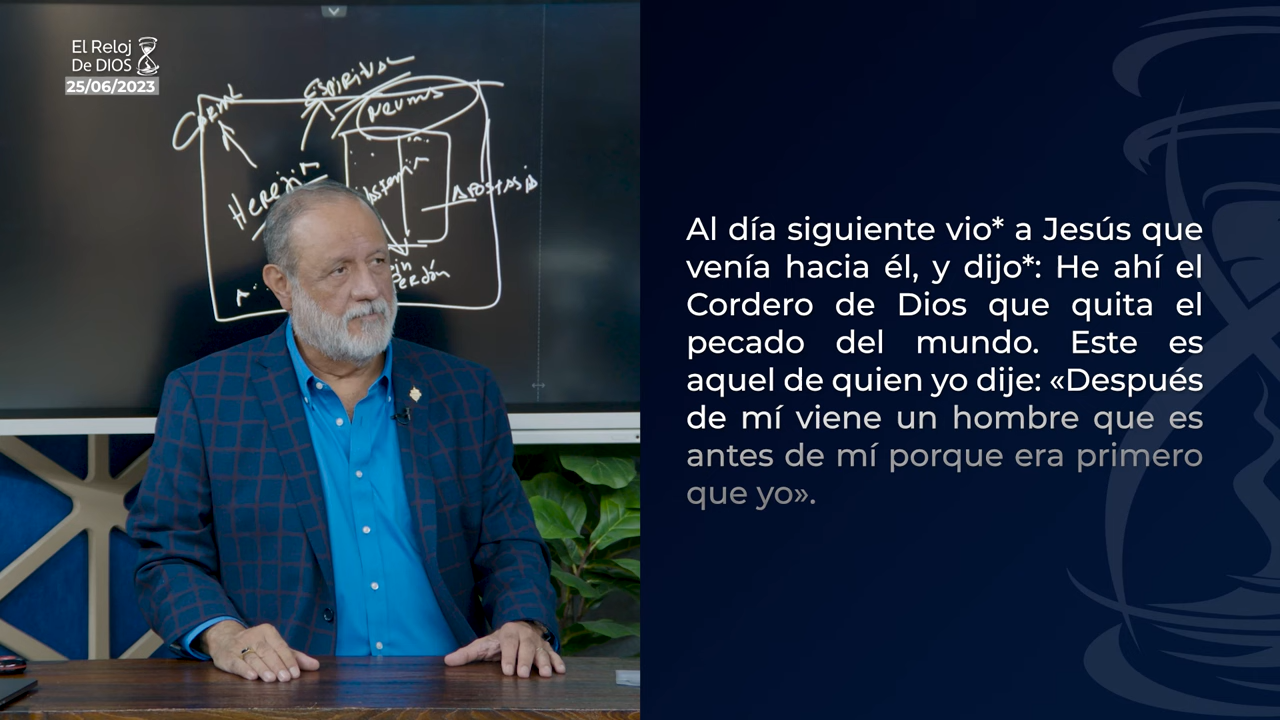 El Reloj
De DIOS
25/06/2023
ESPIRITUAL
Herejía
APOSTASIA
Perdón
Al día siguiente vio* a Jesús que
venía hacia él, y dijo*: He ahí el
Cordero de Dios que quita el
pecado del mundo. Este es
aquel de quien yo dije: «Después
de mí viene un hombre que es
antes de mí porque era primero
que yo».